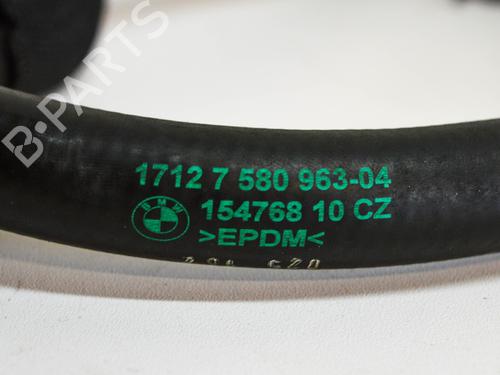 B-PARTS
1712 7 580 963-04
BMW
154768 10 CZ
>EPDM<